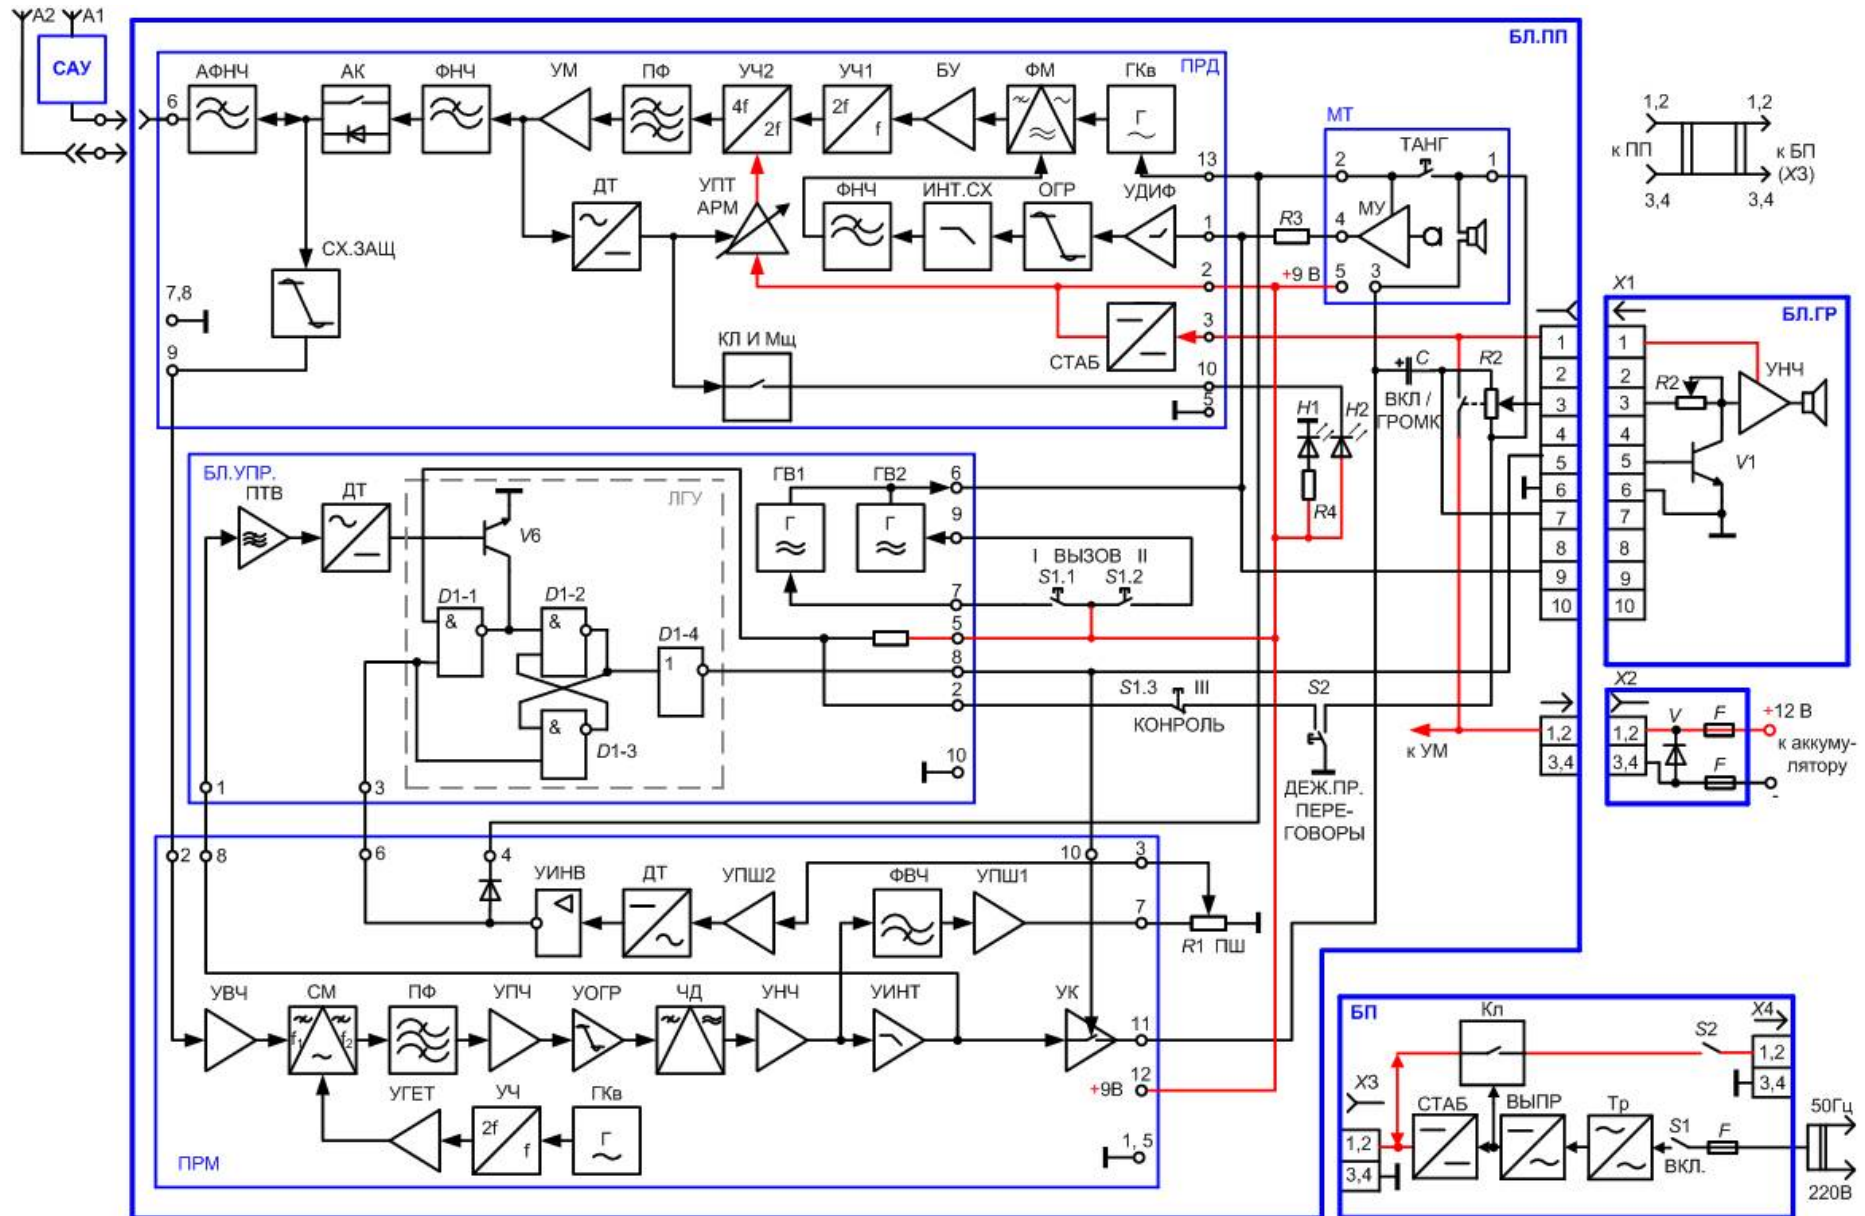 А2 А1
САУ
БЛ.ПП
ПРД
АФНЧ АК ФНЧ УМ ПФ УЧ2 УЧ1 БУ ФМ ГКв
6 4f 2f 2f f Г
13
МТ
ТАНГ
2 1
1,2 1,2
к ПП к БП
(X3)
3,4 3,4
ДТ УПТ
АРМ
ФНЧ ИНТ.СХ ОГР УДИФ
1 R3 4 МУ
СХ.ЗАЩ
2 +9 В 5 3
7,8
3
СТАБ
9
КЛ И Мщ
10
5
+ C R2
ВКЛ /
ГРОМК
H1 H2
R4
1
2
3
4
5
6
7
8
9
10
X1
БЛ.ГР
1
2
3
4
5
6
7
8
9
10
УНЧ
R2
V1
БЛ.УПР.
ПТВ ДТ ЛГУ
V6
ГВ1 ГВ2
Г Г
6
9
I ВЫЗОВ II
S1.1 S1.2
7
5
8
2
D1-1 D1-2
& &
D1-4
1
&
D1-3
10
1 3
S1.3 III S2
КОНРОЛЬ
ДЕЖ.ПР.
ПЕРЕ-
ГОВОРЫ
к УМ
1,2
3,4
X2
1,2
3,4
V F
F
+12 В
к аккуму-
лятору
-
2 8 6 4 10 3
УИНВ ДТ УПШ2 ФВЧ УПШ1
7
R1 ПШ
УВЧ СМ ПФ УПЧ УОГР ЧД УНЧ УИНТ УК
f1 f2
11
12
+9В
УГЕТ УЧ ГКв
2f f Г
1, 5
ПРМ
БП
Кл
S2
X4
1,2
3,4
X3
1,2
3,4
СТАБ ВЫПР Тр
S1
ВКЛ.
F
50Гц
220В